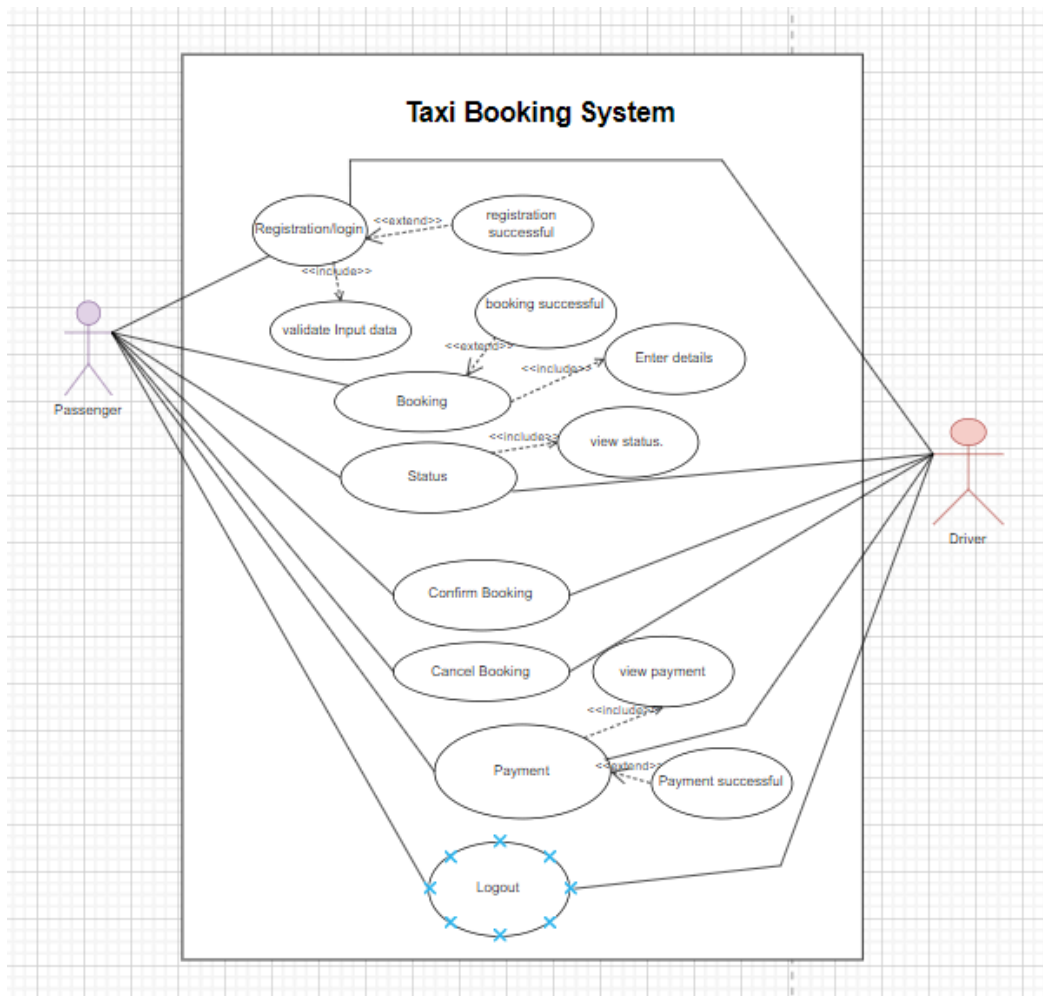 Taxi Booking System
Registration/login
<<extend>>
registration
successful
<<include>>
validate Input data
booking successful
<<extend>>
<<include>>
Enter details
Booking
Passenger
<<include>>
view status.
Status
Driver
Confirm Booking
Cancel Booking
view payment
<<include>>
Payment
<<extend>>
Payment successful
Logout